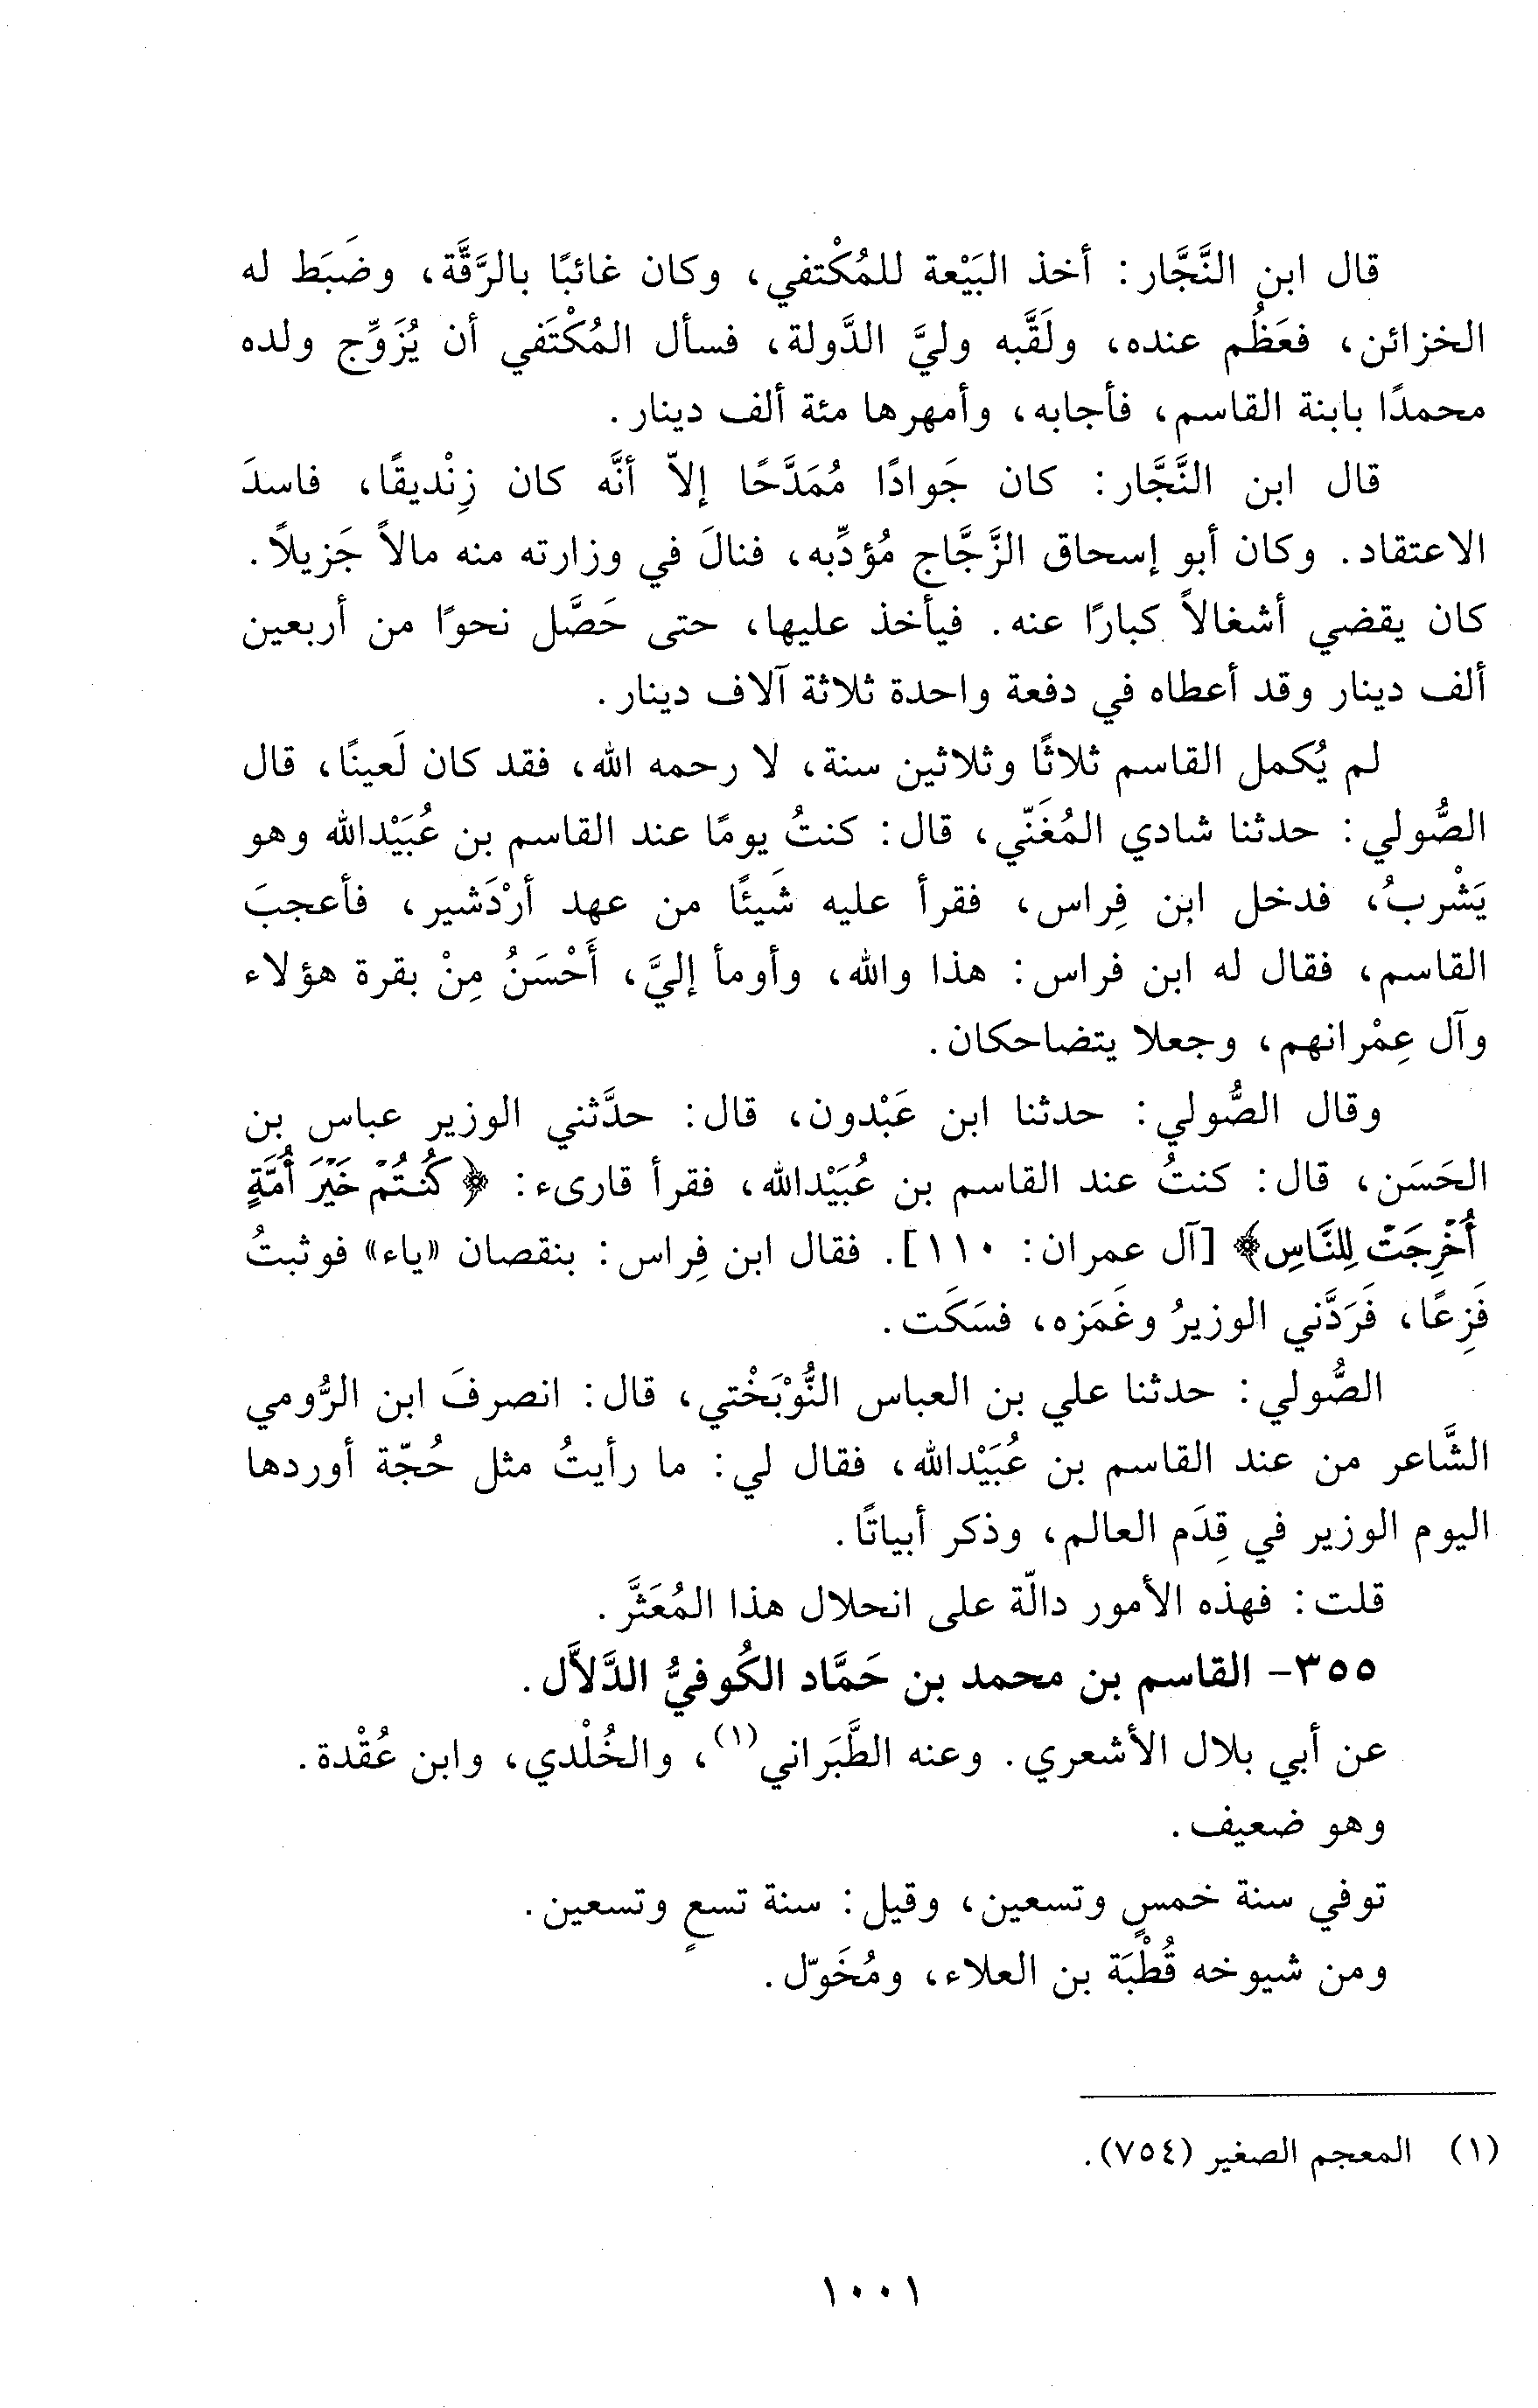 قال ابن النَّجَّار: أخذ البَيْعة للمُكْتفي، وكان غائبًا بالرَّقَّة، وضَبَط له
الخزائن، فعَظُم عنده، ولَقَّبه وليَّ الدَّولة، فسأل المُكْتَفي أن يُزَوِّج ولده
محمدًا بابنة القاسم، فأجابه، وأمهرها مئة ألف دينار.
قال ابن النَّجَّار: كان جَوادًا مُمَدَّحًا إلاّ أنَّه كان زِنْديقًا، فاسدَ
الاعتقاد. وكان أبو إسحاق الزَّجَّاج مُؤدِّبه، فنالَ في وزارته منه مالاً جَزيلاً.
كان يقضي أشغالاً كبارًا عنه. فيأخذ عليها، حتى حَصَّل نحوًا من أربعين
ألف دينار وقد أعطاه في دفعة واحدة ثلاثة آلاف دينار.
لم يُكمل القاسم ثلاثًا وثلاثين سنة، لا رحمه الله، فقد كان لَعينًا، قال
الصُّولي: حدثنا شادي المُغَنّي، قال: كنتُ يومًا عند القاسم بن عُبَيْدالله وهو
يَشْربُ، فدخل ابن فِراس، فقرأ عليه شَيئًا من عهد أرْدَشير، فأعجبَ
القاسم، فقال له ابن فراس: هذا والله، وأومأ إليَّ، أَحْسَنُ مِنْ بقرة هؤلاء
وآل عِمْرانهم، وجعلا يتضاحكان.
وقال الصُّولي: حدثنا ابن عَبْدون، قال: حدَّثني الوزير عباس بن
الحَسَن، قال: كنتُ عند القاسم بن عُبَيْدالله، فقرأ قارىء: ﴿كُنتُمْ خَيْرَ أُمَّةٍ
أُخْرِجَتْ لِلنَّاسِ﴾ [آل عمران: ١١٠]. فقال ابن فِراس: بنقصان «ياء» فوثبتُ
فَزِعًا، فَرَدَّني الوزيرُ وغَمَزه، فسَكَت.
الصُّولي: حدثنا علي بن العباس النُّوْبَخْتي، قال: انصرفَ ابن الرُّومي
الشَّاعر من عند القاسم بن عُبَيْدالله، فقال لي: ما رأيتُ مثل حُجّة أوردها
اليوم الوزير في قِدَم العالم، وذكر أبياتًا.
قلت: فهذه الأمور دالّة على انحلال هذا المُعَثَّر.
٣٥٥- القاسم بن محمد بن حَمَّاد الكُوفيُّ الدَّلاَّل.
عن أبي بلال الأشعري. وعنه الطَّبَراني(١)، والخُلْدي، وابن عُقْدة.
وهو ضعيف.
توفي سنة خمسٍ وتسعين، وقيل: سنة تسعٍ وتسعين.
ومن شيوخه قُطْبَة بن العلاء، ومُخَوّل.
(١) المعجم الصغير (٧٥٤).
١٠٠١